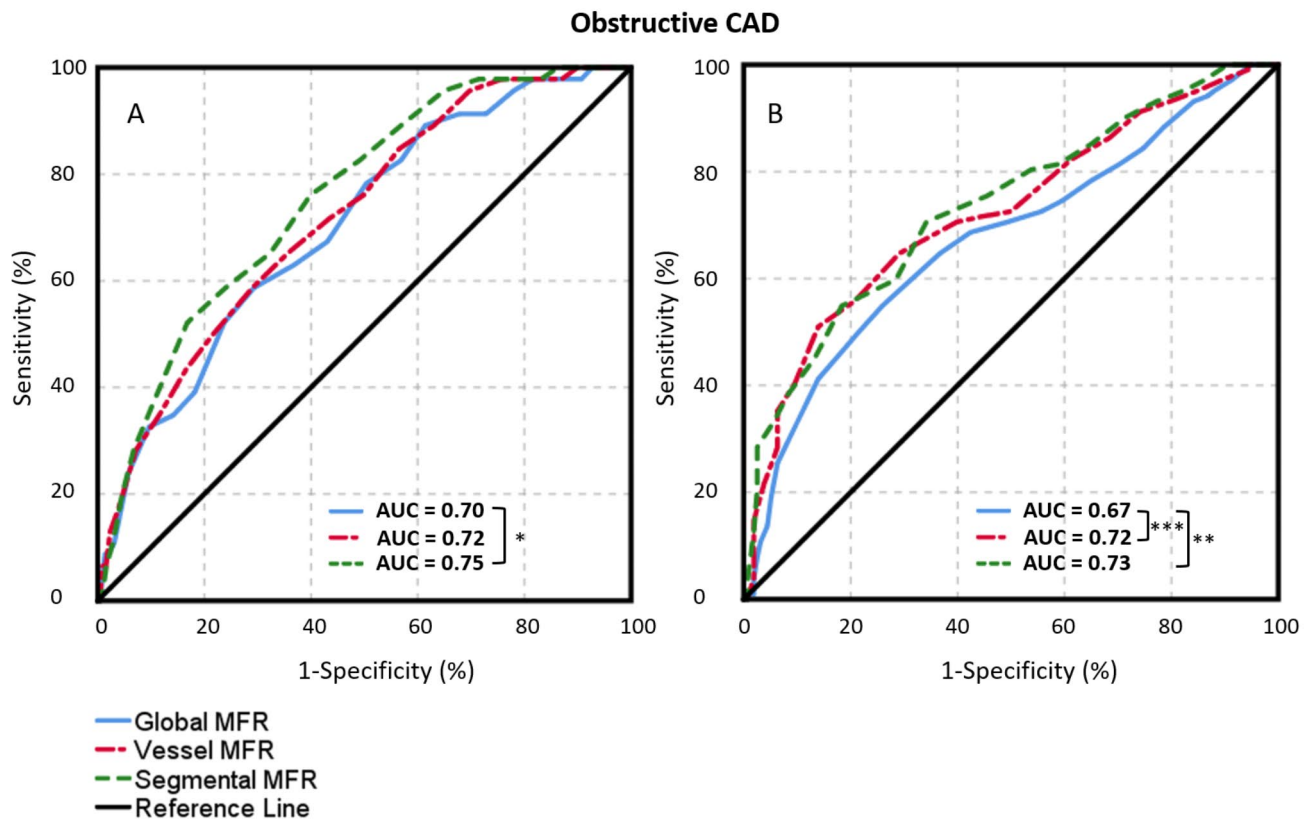 Obstructive CAD
A
Sensitivity (%)
100
80
60
40
20
0
AUC = 0.70
AUC = 0.72
AUC = 0.75
*
0 20 40 60 80 100
1-Specificity (%)
B
Sensitivity (%)
100
80
60
40
20
0
AUC = 0.67
AUC = 0.72
AUC = 0.73
***
**
0 20 40 60 80 100
1-Specificity (%)
Global MFR
Vessel MFR
Segmental MFR
Reference Line